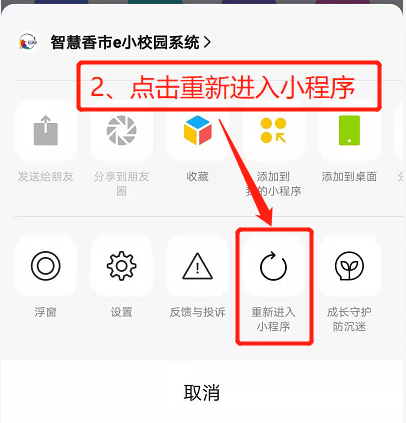 智慧香市e小校园系统
2、点击重新进入小程序
发送给朋友
分享到朋友
圈
收藏
添加到
我的小程序
添加到桌面
浮窗
设置
反馈与投诉
重新进入
小程序
成长守护
防沉迷
取消